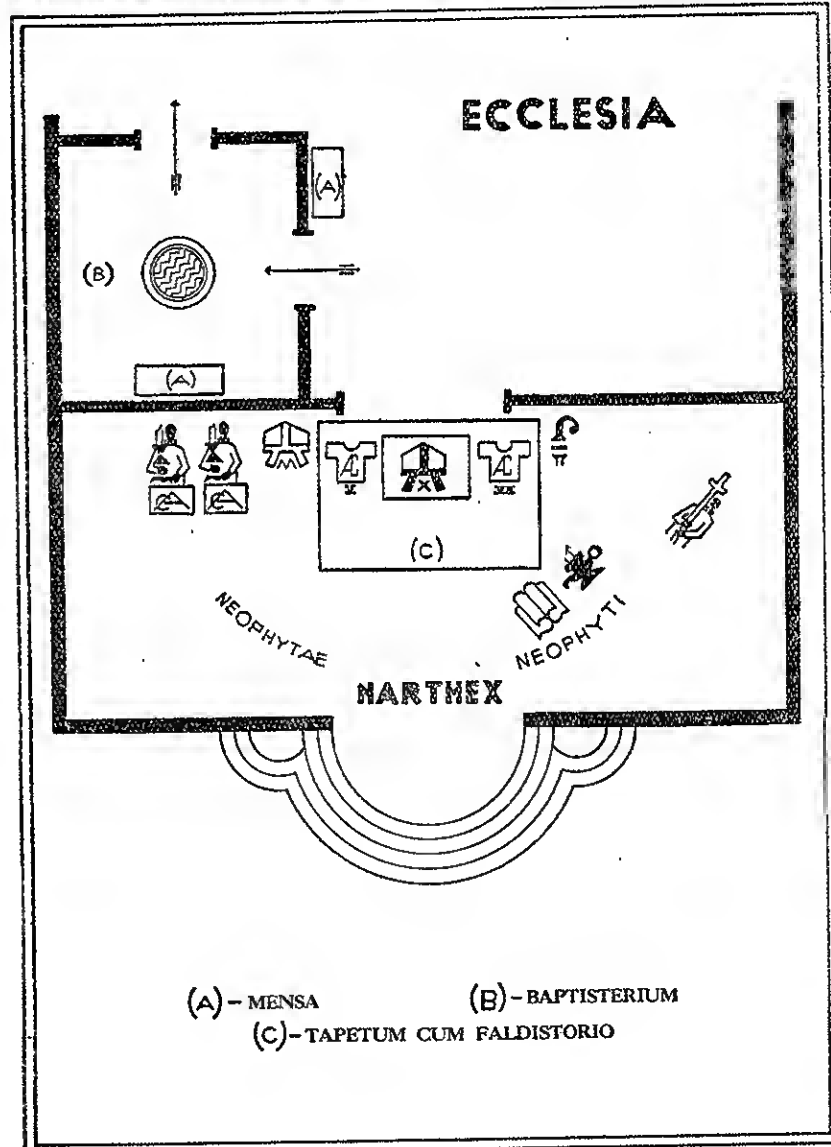 ECCLESIA
(A)
(B)
(A)
(C)
NEOPHYTAE
NEOPHYTI
NARTHEX
(A) – MENSA (B) – BAPTISTERIUM
(C) – TAPETUM CUM FALDISTORIO